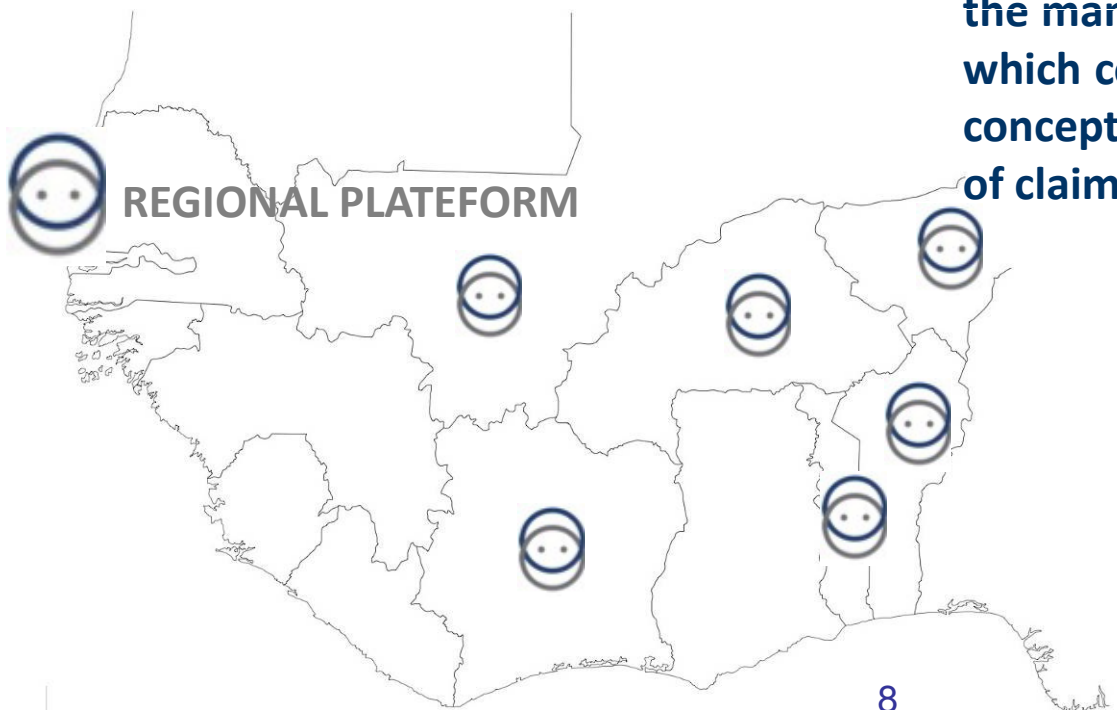 the mar
which co
concept
of claim
REGIONAL PLATEFORM
8